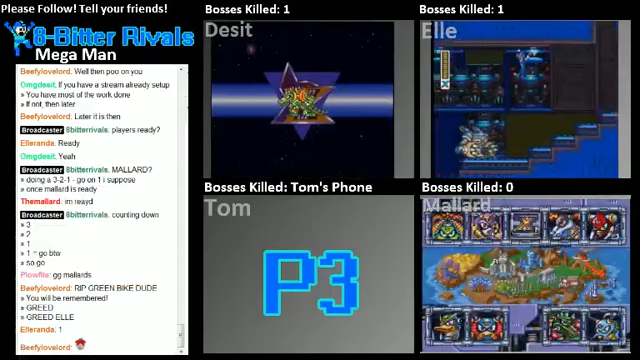 Please Follow! Tell your friends!
8-Bitter Rivals
Mega Man
Beefylovelord: Well then poo on you
Omgdesit: If you have a stream already setup
» You have most of the work done
» If not, then later
Beefylovelord: Later it is then
Broadcaster 8bitterrivals: players ready?
Elleranda: Ready
Omgdesit: Yeah
Broadcaster 8bitterrivals: MALLARD?
» doing a 3-2-1 - go on 1 i suppose
» once mallard is ready
Themallard: im reayd
Broadcaster 8bitterrivals: counting down
» 3
» 2
» 1
» 1 = go btw
» so go
Plowfite: gg mallards
Beefylovelord: RIP GREEN BIKE DUDE
» You will be remembered!
» GREED
» GREED ELLE
Elleranda: 1
Beefylovelord:
Bosses Killed: 1
Desit
Bosses Killed: 1
Elle
Bosses Killed: Tom's Phone
Tom
P3
Bosses Killed: 0
Mallard